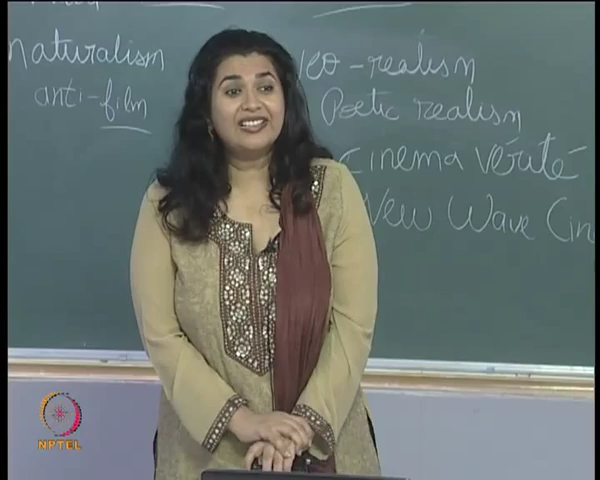 naturalism
anti-film
eo-realism
Poetic realism
cinema vérité
New Wave Cin
NPTEL